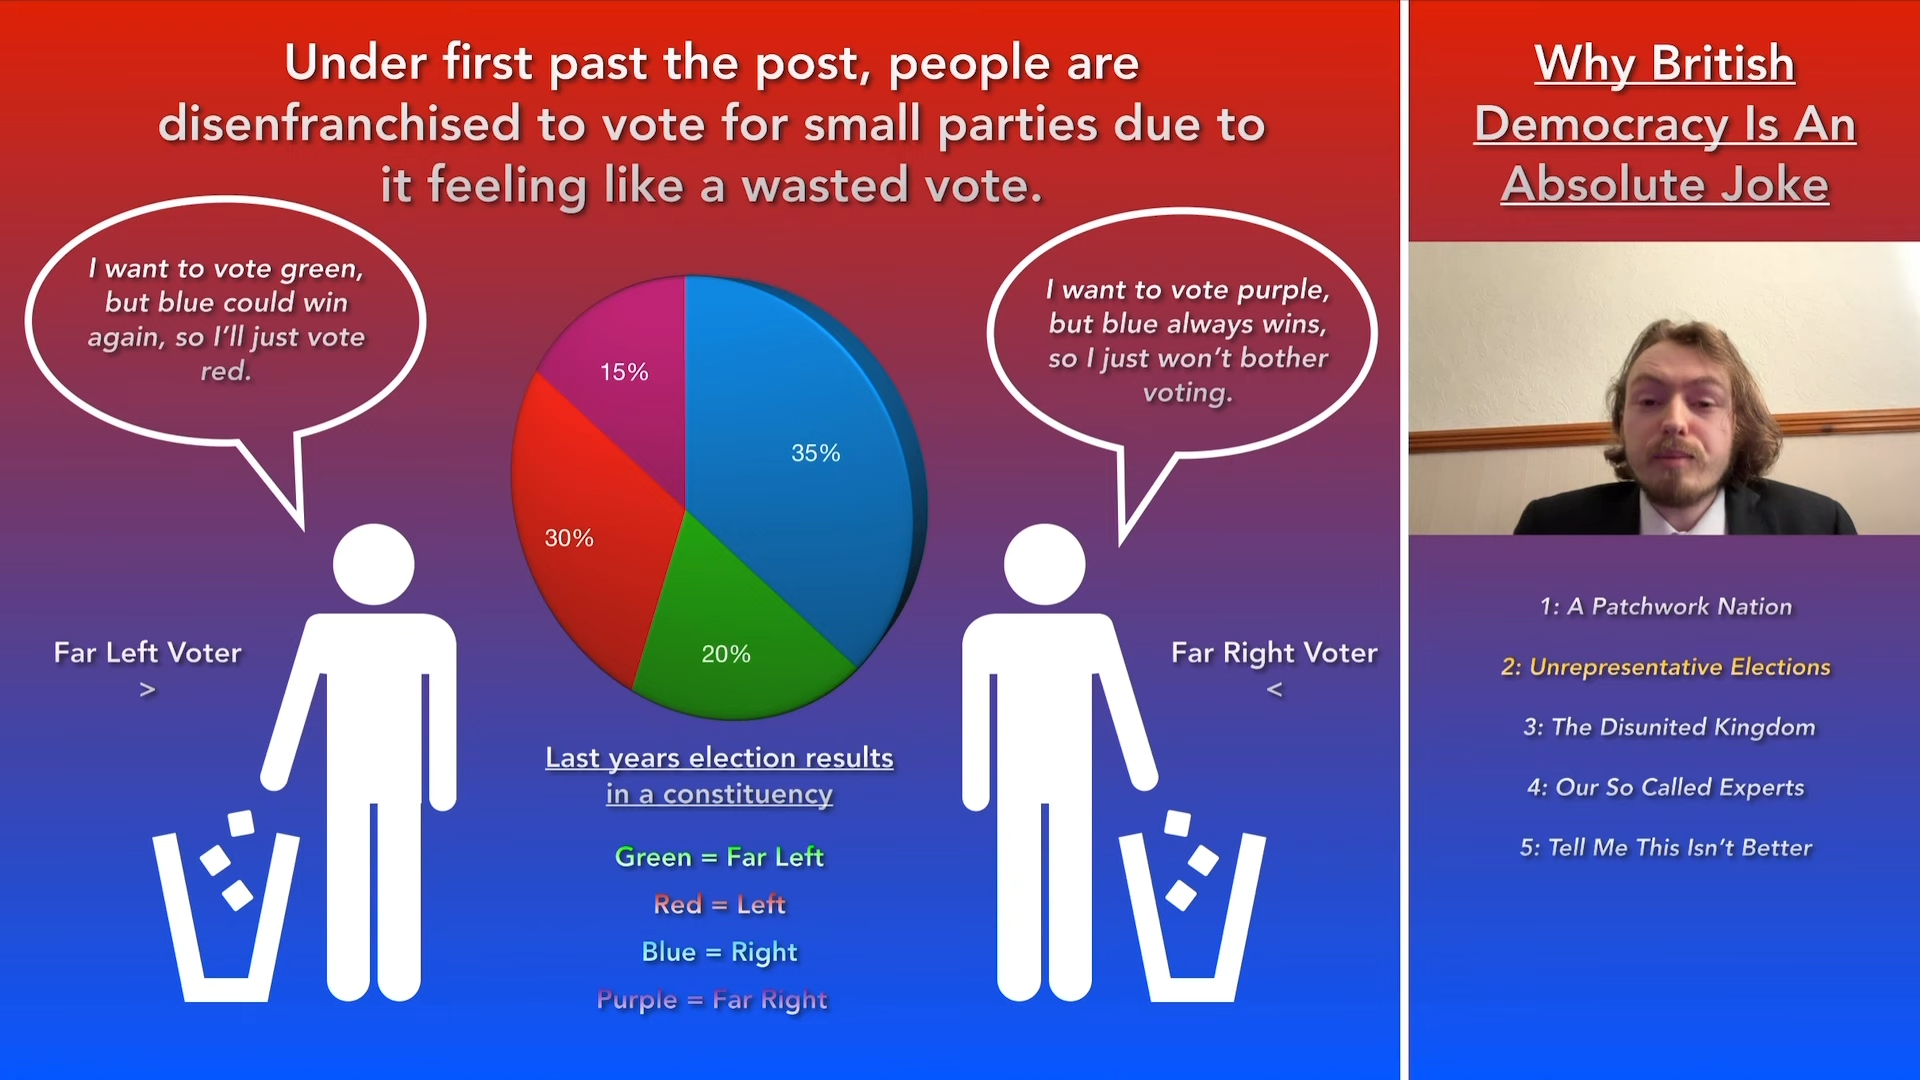 Under first past the post, people are
disenfranchised to vote for small parties due to
it feeling like a wasted vote.
I want to vote green,
but blue could win
again, so I'll just vote
red.
I want to vote purple,
but blue always wins,
so I just won't bother
voting.
15%
35%
30%
20%
Far Left Voter
>
Far Right Voter
<
Last years election results
in a constituency
Green = Far Left
Red = Left
Blue = Right
Purple = Far Right
Why British
Democracy Is An
Absolute Joke
1: A Patchwork Nation
2: Unrepresentative Elections
3: The Disunited Kingdom
4: Our So Called Experts
5: Tell Me This Isn't Better